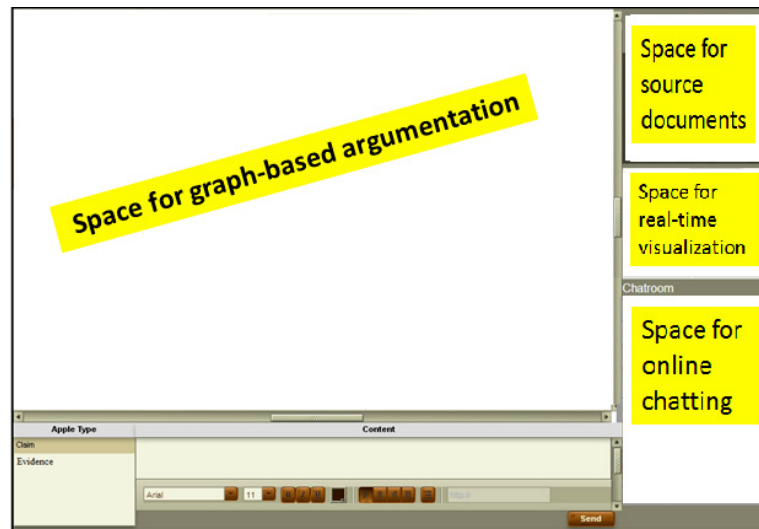 Space for graph-based argumentation
Space for
source
documents
Space for
real-time
visualization
Chatroom
Space for
online
chatting
Apple Type
Content
Claim
Evidence
Arial
11
http://
Send